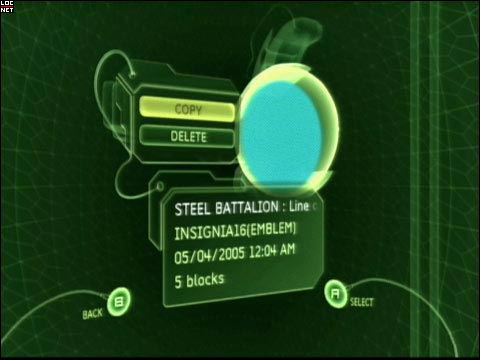 LOC
NET
COPY
DELETE
STEEL BATTALION : Line
INSIGNIA16(EMBLEM)
05/04/2005 12:04 AM
5 blocks
BACK B
A SELECT